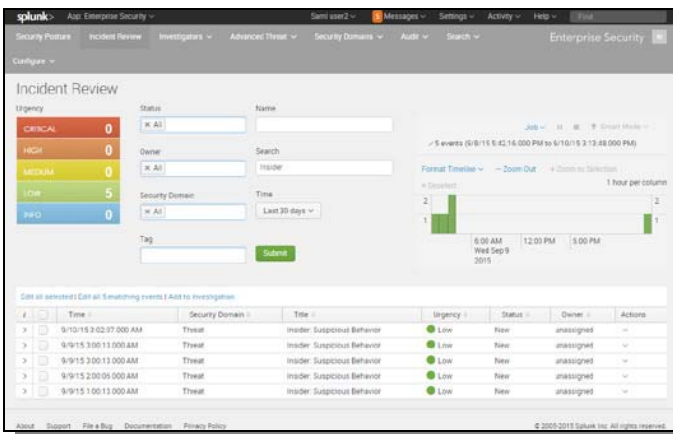 splunk> App: Enterprise Security Sami user2 5 Messages Settings Activity Help Find
Security Posture Incident Review Investigators Advanced Threat Security Domains Audit Search Enterprise Security
Configure
Incident Review
Urgency Status Name
CRITICAL 0 × All
HIGH 0 Owner Search
MEDIUM 0 × All Insider
LOW 5 Security Domain Time
INFO 0 × All Last 30 days
Tag
Submit
Job Smart Mode
✓ 5 events (9/8/15 5:42:16.000 PM to 9/10/15 3:13:48.000 PM)
Format Timeline – Zoom Out + Zoom to Selection
× Deselect 1 hour per column
2 2
1 1
6:00 AM 12:00 PM 5:00 PM
Wed Sep 9
2015
Edit all selected | Edit all 5 matching events | Add to investigation
i Time Security Domain Title Urgency Status Owner Actions
> 9/10/15 3:02:37.000 AM Threat Insider: Suspicious Behavior Low New unassigned
> 9/9/15 3:00:13.000 AM Threat Insider: Suspicious Behavior Low New unassigned
> 9/9/15 3:00:13.000 AM Threat Insider: Suspicious Behavior Low New unassigned
> 9/9/15 2:00:05.000 AM Threat Insider: Suspicious Behavior Low New unassigned
> 9/9/15 1:00:13.000 AM Threat Insider: Suspicious Behavior Low New unassigned
About Support File a Bug Documentation Privacy Policy © 2005-2015 Splunk Inc. All rights reserved.